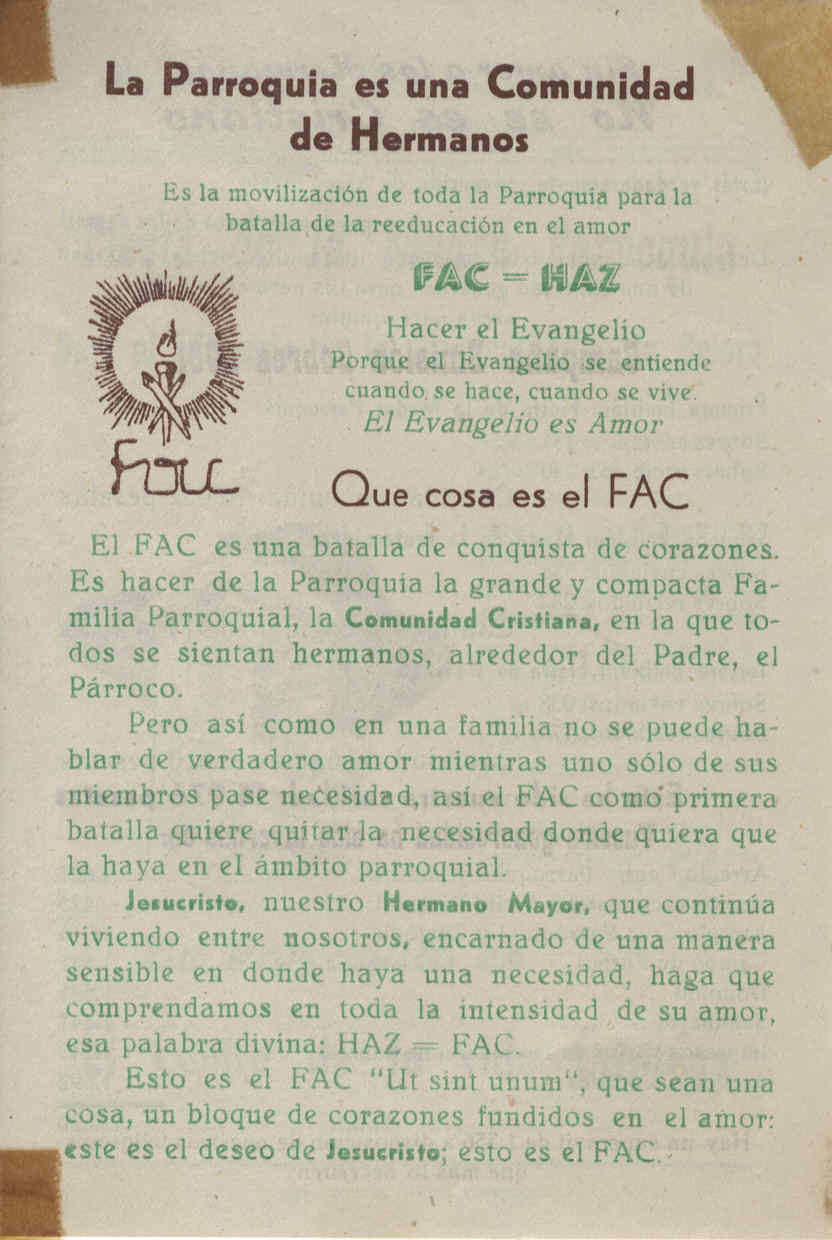 La Parroquia es una Comunidad
de Hermanos
Es la movilización de toda la Parroquia para la
batalla de la reeducación en el amor
FAC = HAZ
Hacer el Evangelio
Porque el Evangelio se entiende
cuando se hace, cuando se vive.
El Evangelio es Amor
FAC
Que cosa es el FAC
El FAC es una batalla de conquista de corazones.
Es hacer de la Parroquia la grande y compacta Fa-
milia Parroquial, la Comunidad Cristiana, en la que to-
dos se sientan hermanos, alrededor del Padre, el
Párroco.
Pero así como en una familia no se puede ha-
blar de verdadero amor mientras uno sólo de sus
miembros pase necesidad, así el FAC como primera
batalla quiere quitar la necesidad donde quiera que
la haya en el ámbito parroquial.
Jesucristo, nuestro Hermano Mayor, que continúa
viviendo entre nosotros, encarnado de una manera
sensible en donde haya una necesidad, haga que
comprendamos en toda la intensidad de su amor,
esa palabra divina: HAZ = FAC.
Esto es el FAC "Ut sint unum", que sean una
cosa, un bloque de corazones fundidos en el amor:
este es el deseo de Jesucristo; esto es el FAC.